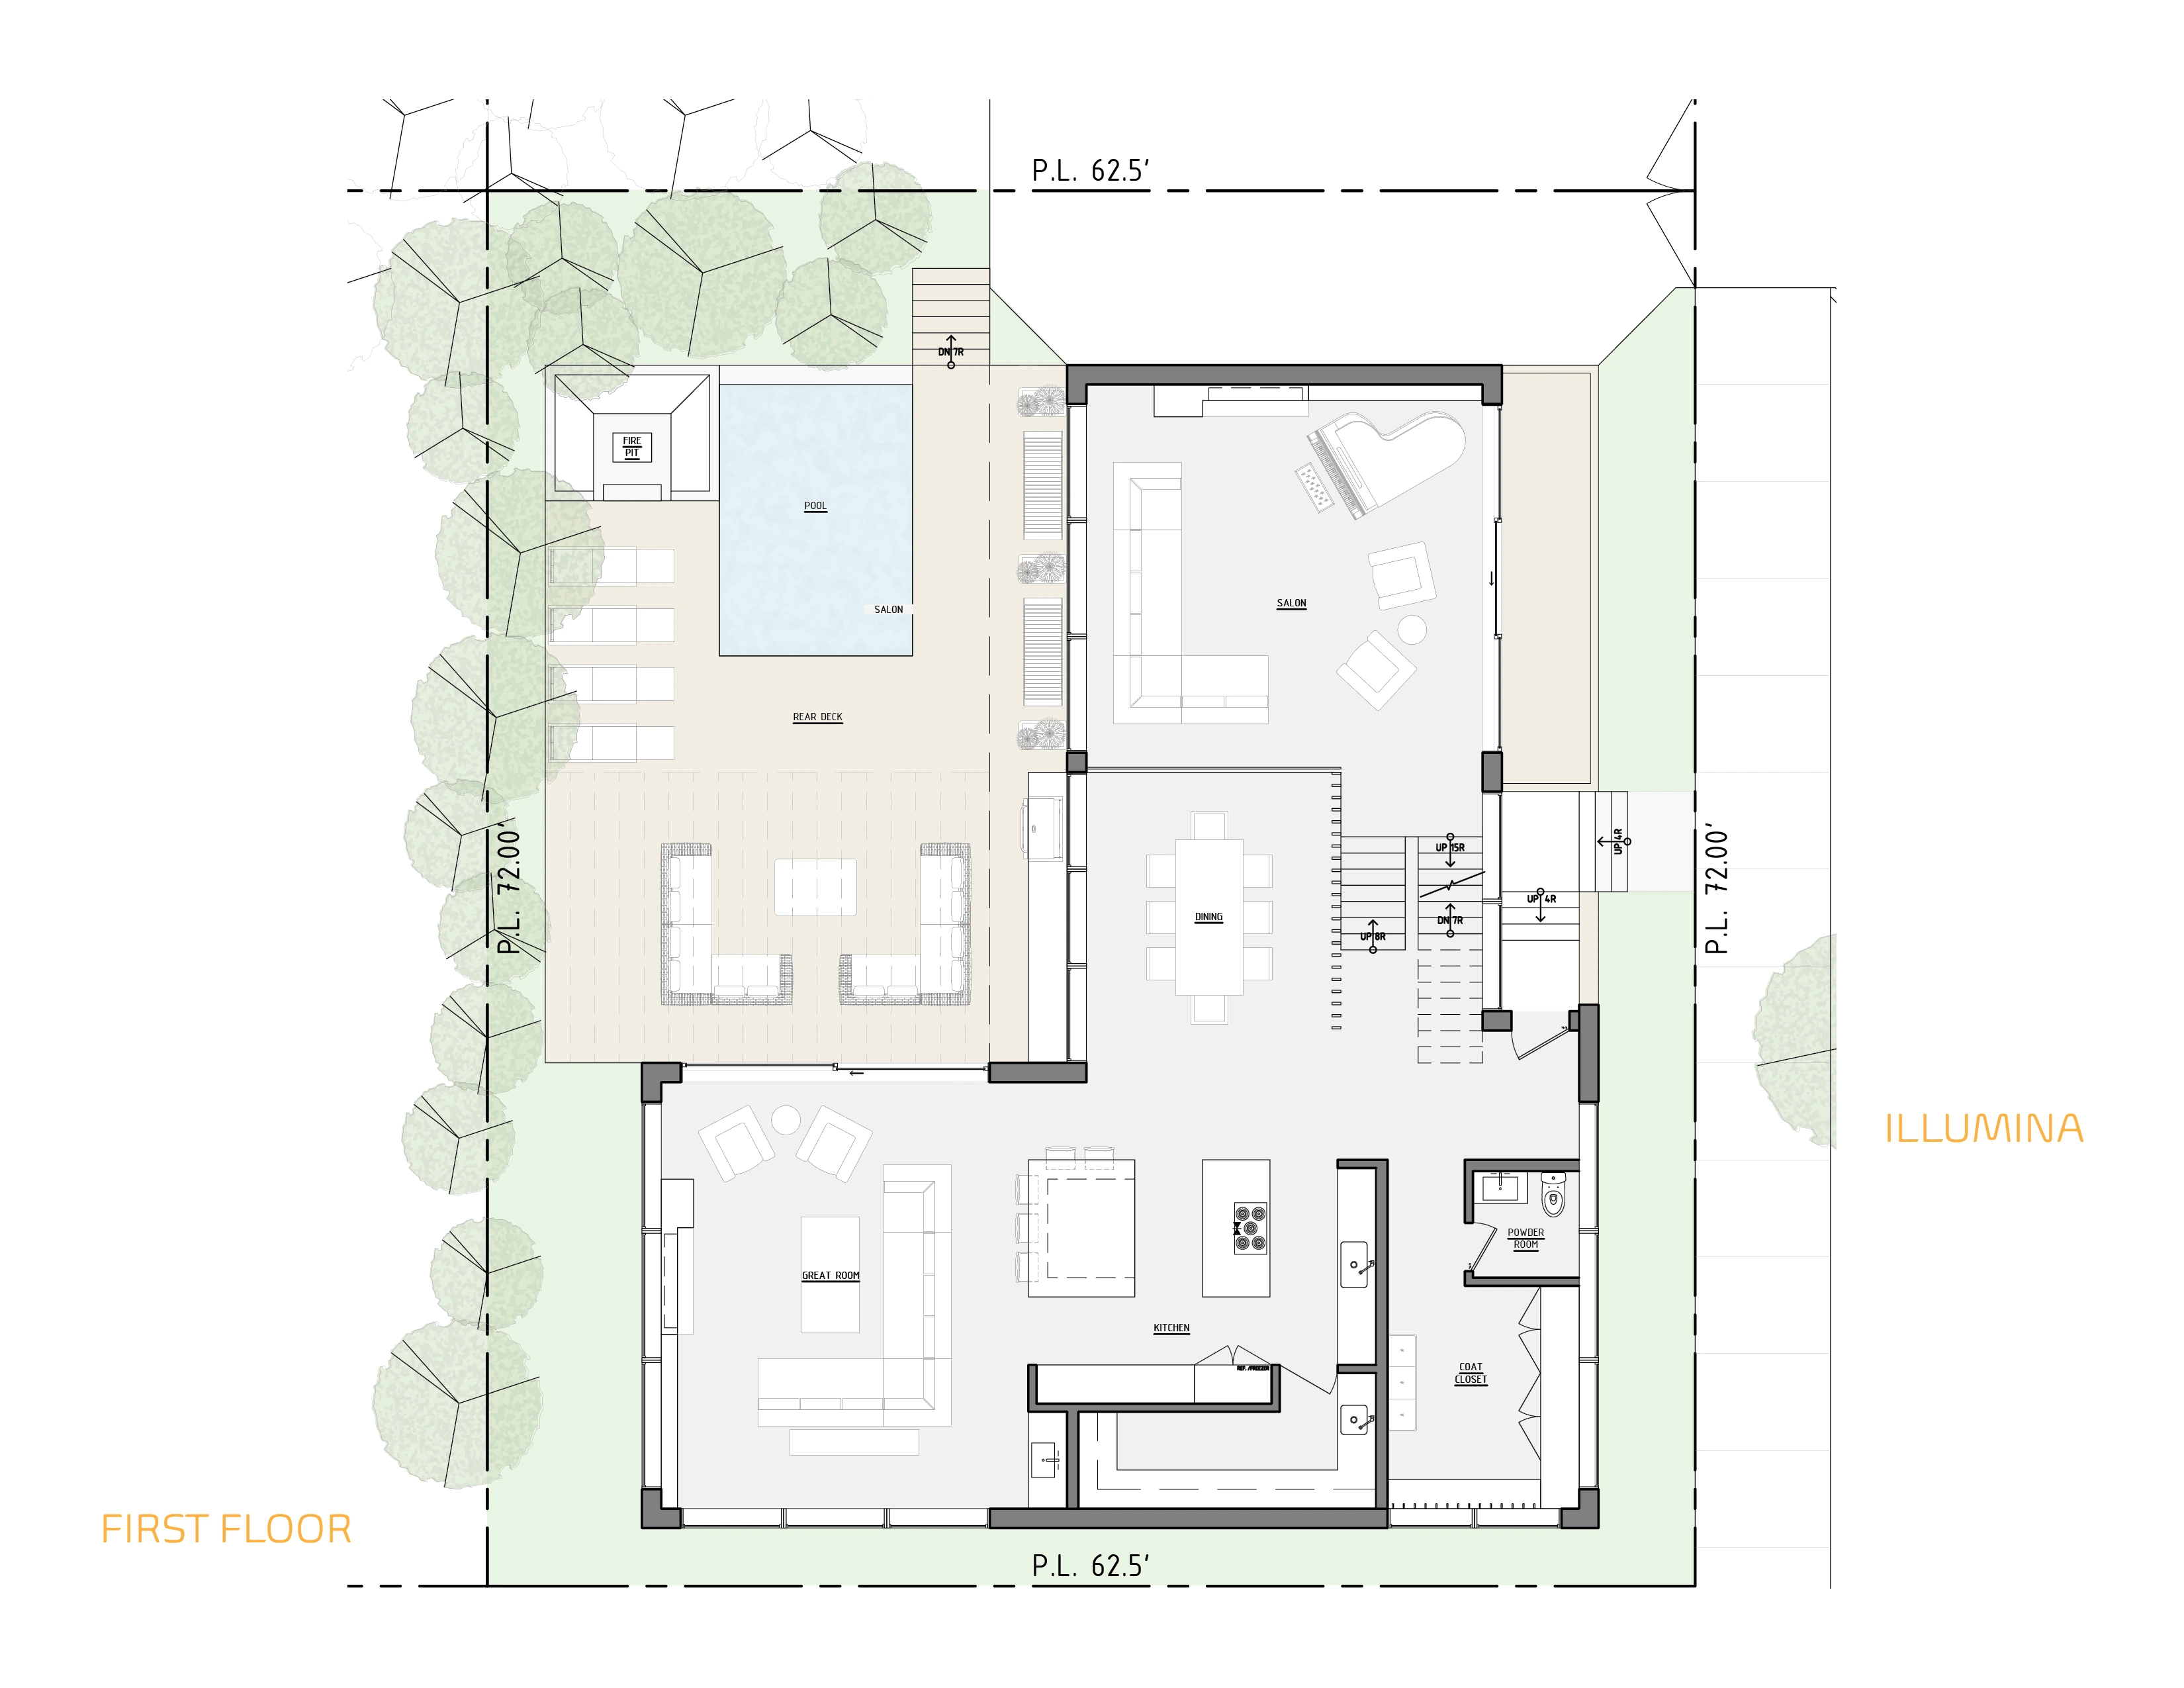 P.L. 62.5'
DN 7R
FIRE
PIT
POOL
SALON
SALON
REAR DECK
P.L. 72.00'
P.L. 72.00'
UP 15R
UP 4R
UP 4R
DINING
DN 7R
UP 8R
ILLUMINA
POWDER
ROOM
GREAT ROOM
KITCHEN
REF. /FREEZER
COAT
CLOSET
FIRST FLOOR
P.L. 62.5'